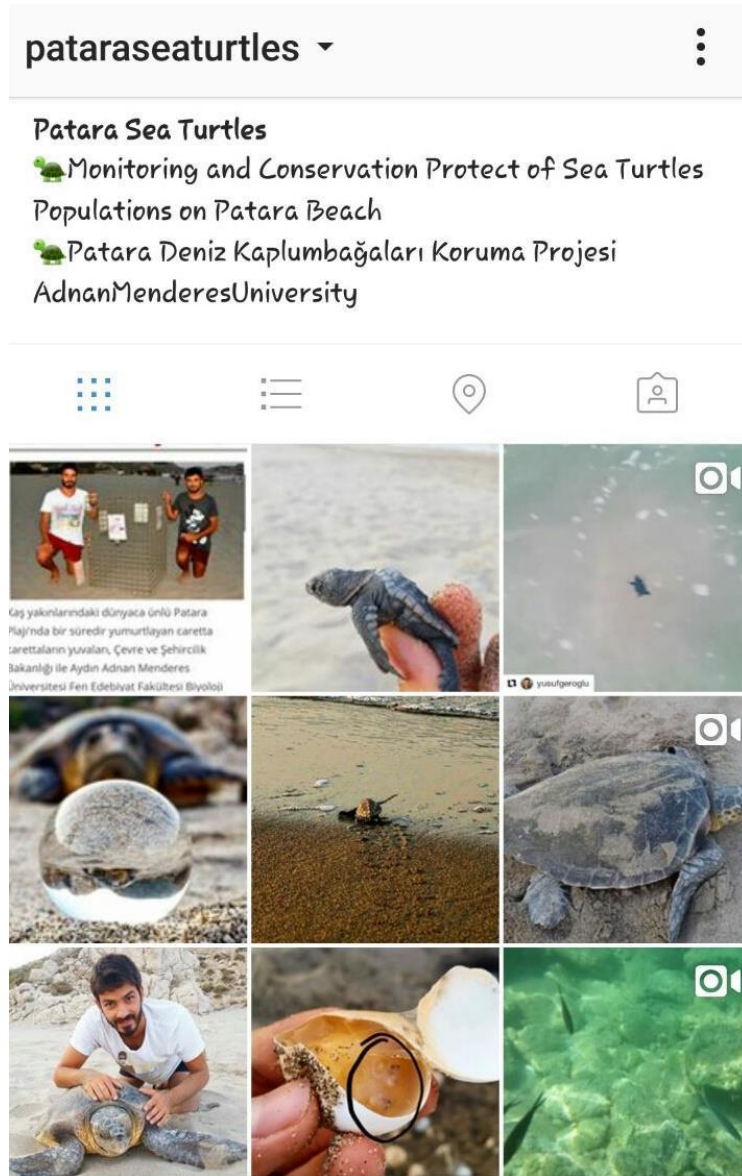 pataraseaturtles
Patara Sea Turtles
🐢Monitoring and Conservation Protect of Sea Turtles
Populations on Patara Beach
🐢Patara Deniz Kaplumbağaları Koruma Projesi
AdnanMenderesUniversity
Kaş yakınlarındaki dünyaca ünlü Patara
Plajı'nda bir süredir yumurtlayan caretta
carettaların yuvaları, Çevre ve Şehircilik
Bakanlığı ile Aydın Adnan Menderes
Üniversitesi Fen Edebiyat Fakültesi Biyoloji
yusufgeroglu